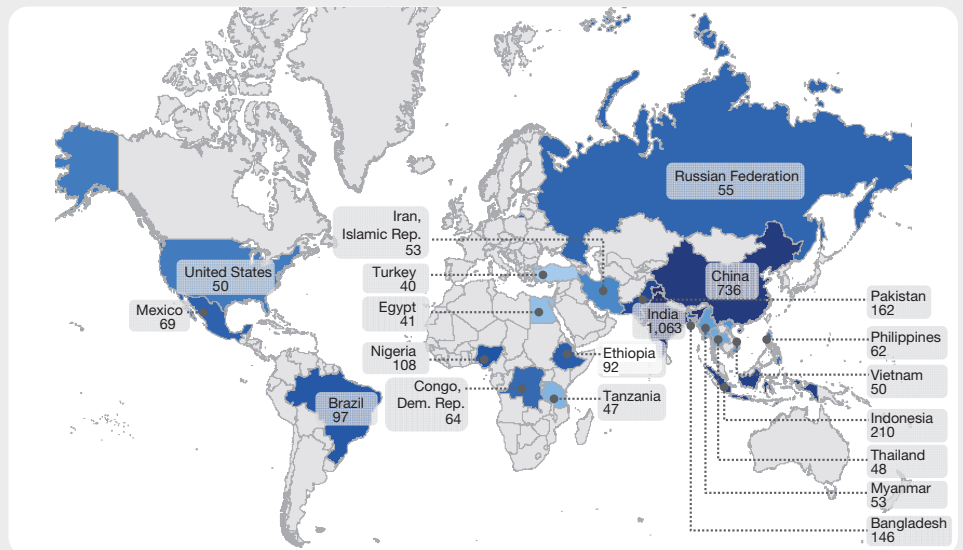 Russian Federation
55
Iran,
Islamic Rep.
53
United States
50
Turkey
40
China
736
Mexico
69
Egypt
41
India
1,063
Pakistan
162
Nigeria
108
Ethiopia
92
Philippines
62
Congo,
Dem. Rep.
64
Tanzania
47
Vietnam
50
Brazil
97
Indonesia
210
Thailand
48
Myanmar
53
Bangladesh
146